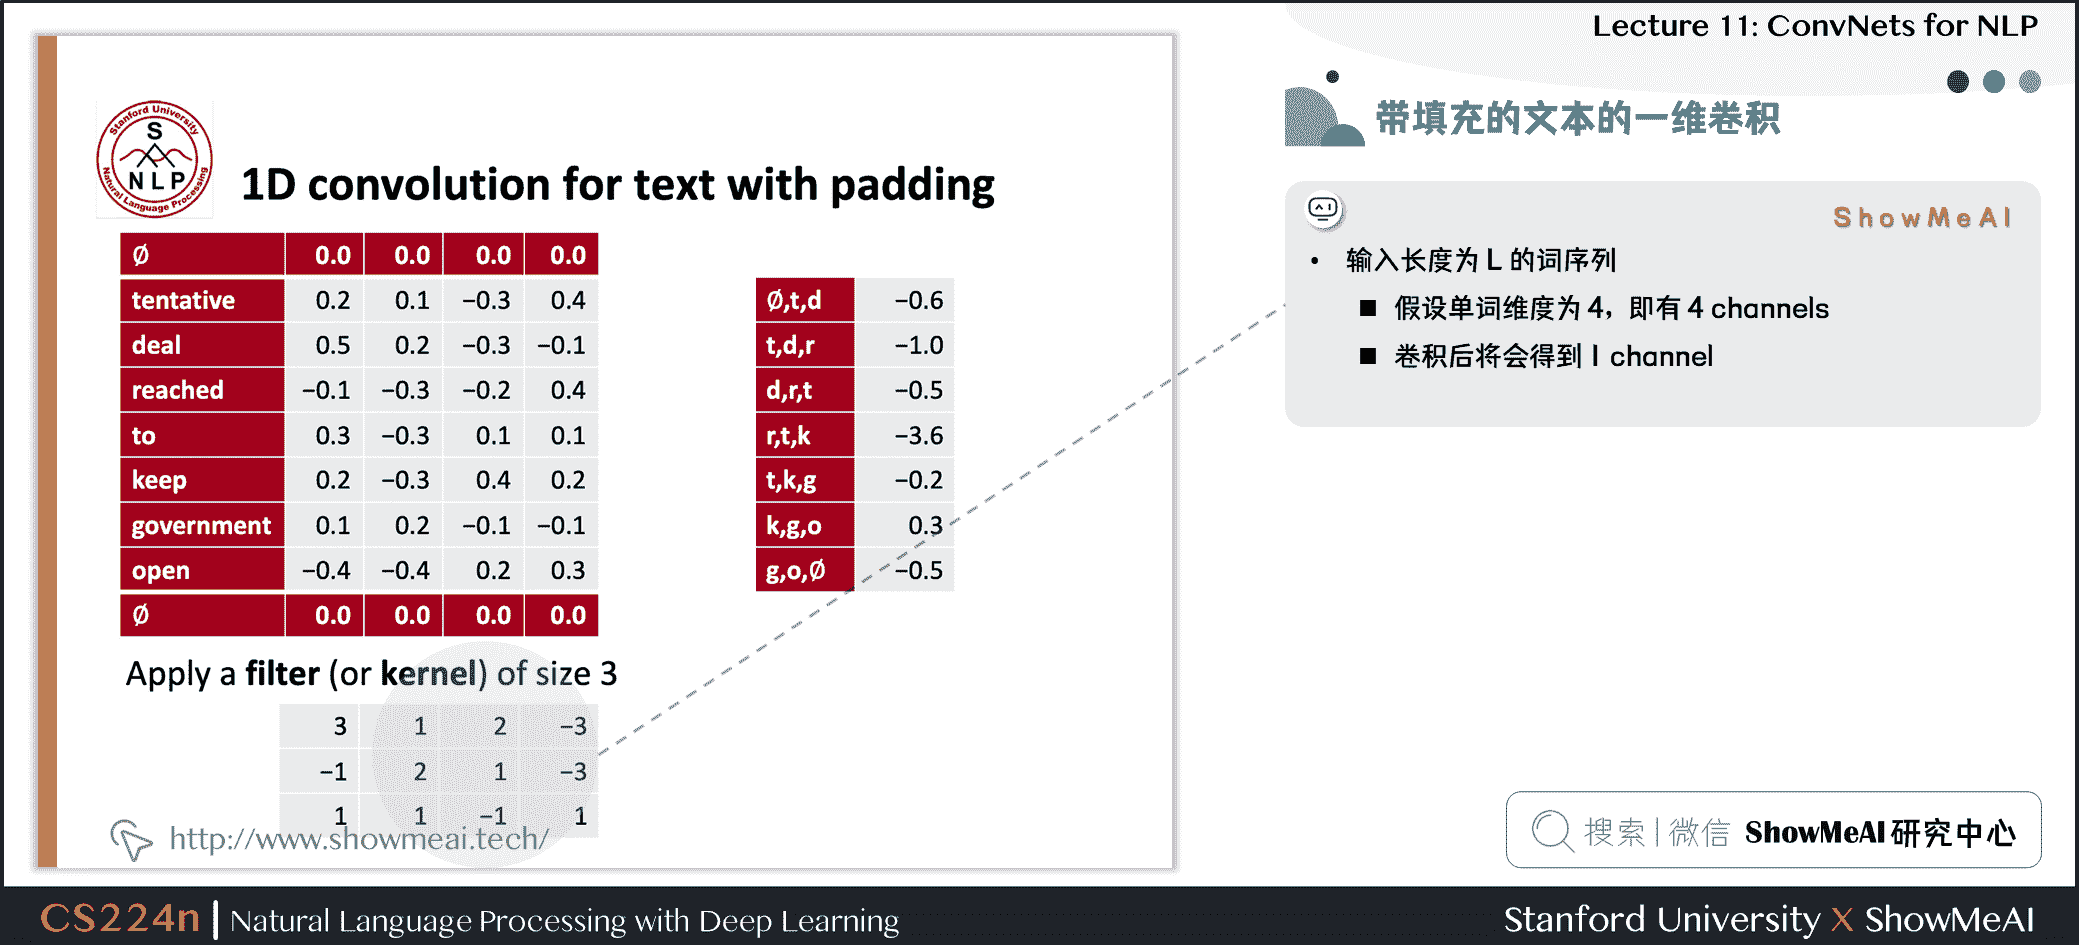 Lecture 11: ConvNets for NLP
Stanford University
S
N L P
Natural Language Processing
1D convolution for text with padding
Ø 0.0 0.0 0.0 0.0
tentative 0.2 0.1 −0.3 0.4
deal 0.5 0.2 −0.3 −0.1
reached −0.1 −0.3 −0.2 0.4
to 0.3 −0.3 0.1 0.1
keep 0.2 −0.3 0.4 0.2
government 0.1 0.2 −0.1 −0.1
open −0.4 −0.4 0.2 0.3
Ø 0.0 0.0 0.0 0.0
Ø,t,d −0.6
t,d,r −1.0
d,r,t −0.5
r,t,k −3.6
t,k,g −0.2
k,g,o 0.3
g,o,Ø −0.5
Apply a filter (or kernel) of size 3
3 1 2 −3
−1 2 1 −3
1 1 −1 1
http://www.showmeai.tech/
带填充的文本的一维卷积
ShowMeAI
• 输入长度为 L 的词序列
■ 假设单词维度为 4，即有 4 channels
■ 卷积后将会得到 1 channel
搜索 | 微信 ShowMeAI 研究中心
CS224n | Natural Language Processing with Deep Learning
Stanford University X ShowMeAI